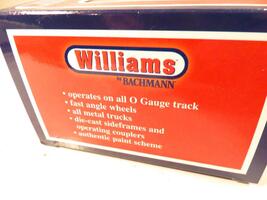 Williams
BY BACHMANN
• operates on all O Gauge track
• fast angle wheels
• all metal trucks
• die-cast sideframes and
operating couplers
• authentic paint scheme